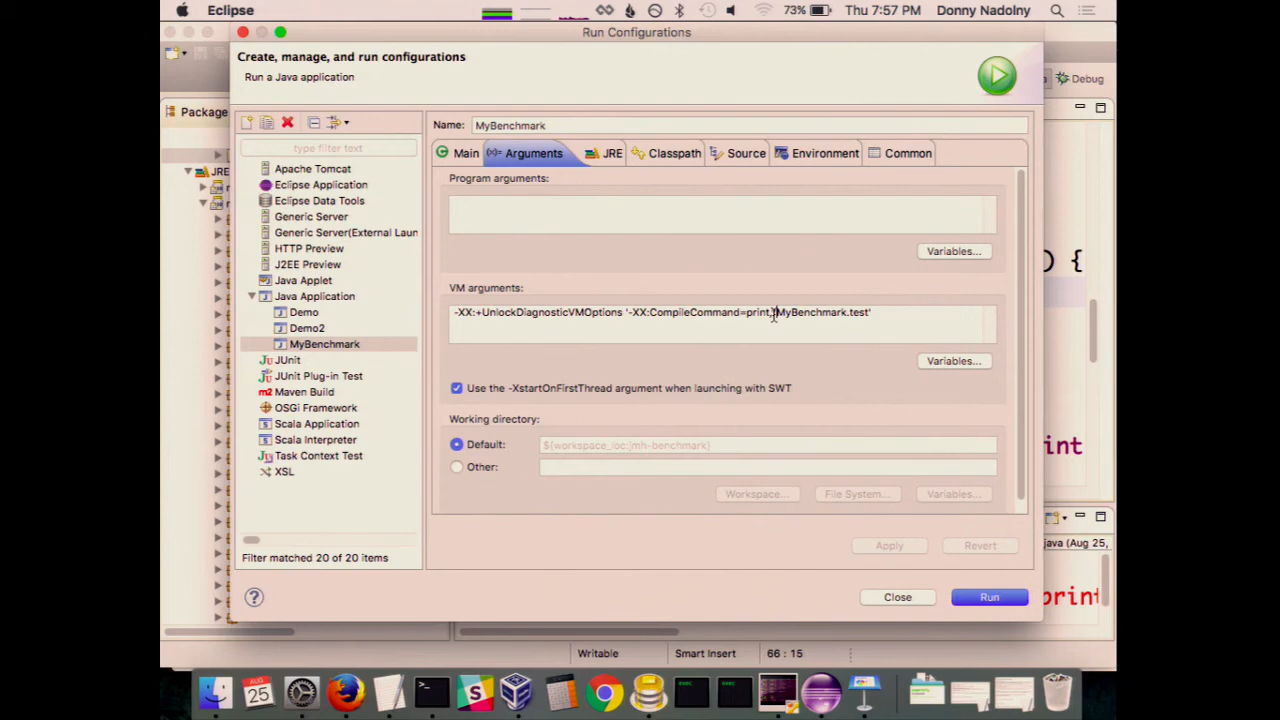 Eclipse
73%
Thu 7:57 PM
Donny Nadolny
Run Configurations
Create, manage, and run configurations
Run a Java application
Debug
Package
JRE
type filter text
Apache Tomcat
Eclipse Application
Eclipse Data Tools
Generic Server
Generic Server(External Laun
HTTP Preview
J2EE Preview
Java Applet
Java Application
Demo
Demo2
MyBenchmark
JUnit
JUnit Plug-in Test
Maven Build
OSGi Framework
Scala Application
Scala Interpreter
Task Context Test
XSL
Filter matched 20 of 20 items
Name: MyBenchmark
Main
Arguments
JRE
Classpath
Source
Environment
Common
Program arguments:
Variables...
VM arguments:
-XX:+UnlockDiagnosticVMOptions '-XX:CompileCommand=print,*MyBenchmark.test'
Variables...
Use the -XstartOnFirstThread argument when launching with SWT
Working directory:
Default: ${workspace_loc:jmh-benchmark}
Other:
Workspace...
File System...
Variables...
Apply
Revert
Close
Run
) {
int
java (Aug 25,
print
Writable
Smart Insert
66 : 15
AUG
25